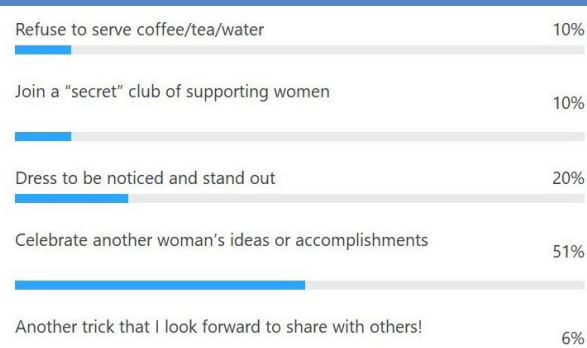 Refuse to serve coffee/tea/water 10%
Join a “secret” club of supporting women 10%
Dress to be noticed and stand out 20%
Celebrate another woman’s ideas or accomplishments 51%
Another trick that I look forward to share with others! 6%